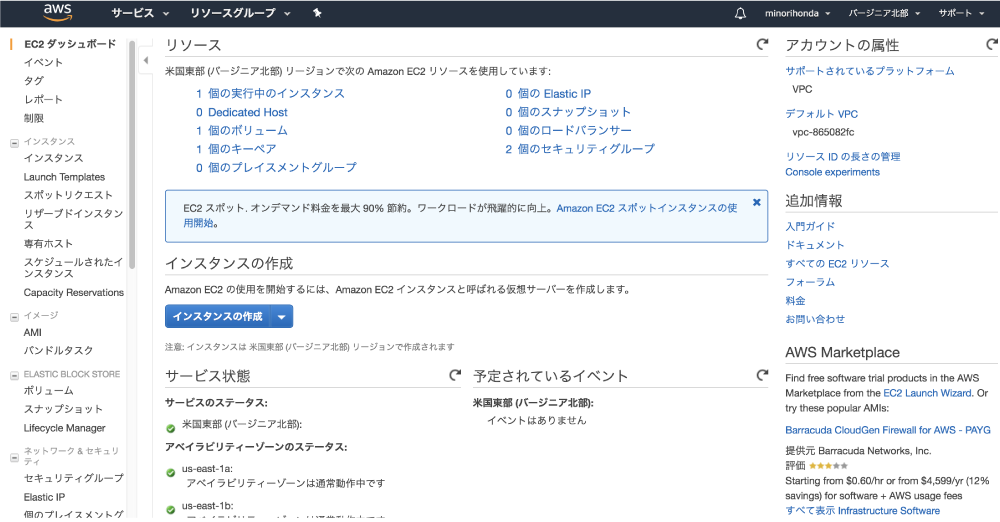 aws
サービス
リソースグループ
minorihonda
バージニア北部
サポート
EC2 ダッシュボード
イベント
タグ
レポート
制限
インスタンス
インスタンス
Launch Templates
スポットリクエスト
リザーブドインスタン
ス
専有ホスト
スケジュールされたイ
ンスタンス
Capacity Reservations
イメージ
AMI
バンドルタスク
ELASTIC BLOCK STORE
ボリューム
スナップショット
Lifecycle Manager
ネットワーク & セキュリ
ティ
セキュリティグループ
Elastic IP
個のプレイスメントグ
リソース
米国東部 (バージニア北部) リージョンで次の Amazon EC2 リソースを使用しています:
1 個の実行中のインスタンス
0 個の Elastic IP
0 Dedicated Host
0 個のスナップショット
1 個のボリューム
0 個のロードバランサー
1 個のキーペア
2 個のセキュリティグループ
0 個のプレイスメントグループ
EC2 スポット. オンデマンド料金を最大 90% 節約。ワークロードが飛躍的に向上。Amazon EC2 スポットインスタンスの使
用開始。
インスタンスの作成
Amazon EC2 の使用を開始するには、Amazon EC2 インスタンスと呼ばれる仮想サーバーを作成します。
インスタンスの作成
注意: インスタンスは 米国東部 (バージニア北部) リージョンで作成されます
サービス状態
サービスのステータス:
米国東部 (バージニア北部):
アベイラビリティーゾーンのステータス:
us-east-1a:
アベイラビリティーゾーンは通常動作中です
us-east-1b:
アベイラビリティーゾーンは通常動作中です
予定されているイベント
米国東部 (バージニア北部):
イベントはありません
アカウントの属性
サポートされているプラットフォーム
VPC
デフォルト VPC
vpc-865082fc
リソース ID の長さの管理
Console experiments
追加情報
入門ガイド
ドキュメント
すべての EC2 リソース
フォーラム
料金
お問い合わせ
AWS Marketplace
Find free software trial products in the AWS
Marketplace from the EC2 Launch Wizard. Or
try these popular AMIs:
Barracuda CloudGen Firewall for AWS - PAYG
提供元 Barracuda Networks, Inc.
評価
Starting from $0.60/hr or from $4,599/yr (12%
savings) for software + AWS usage fees
すべて表示 Infrastructure Software